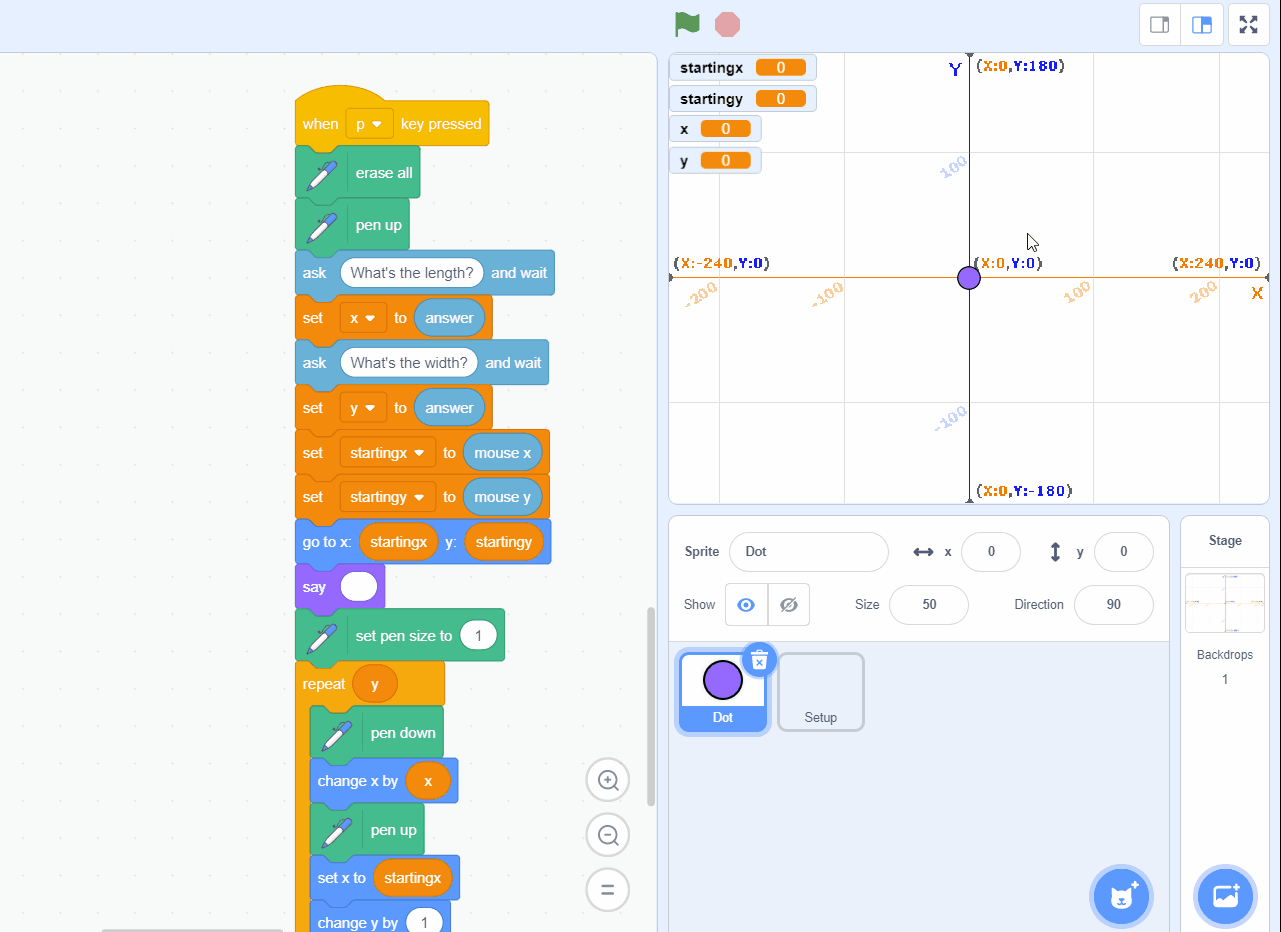 when p key pressed
erase all
pen up
ask What's the length? and wait
set x to answer
ask What's the width? and wait
set y to answer
set startingx to mouse x
set startingy to mouse y
go to x: startingx y: startingy
say
set pen size to 1
repeat y
pen down
change x by x
pen up
set x to startingx
change y by 1
startingx 0
startingy 0
x 0
y 0
Y (X:0,Y:180)
100
(X:-240,Y:0) (X:0,Y:0) (X:240,Y:0)
-200 -100 100 200 X
-100
(X:0,Y:-180)
Sprite Dot x 0 y 0
Show Size 50 Direction 90
Dot
Setup
Stage
Backdrops
1